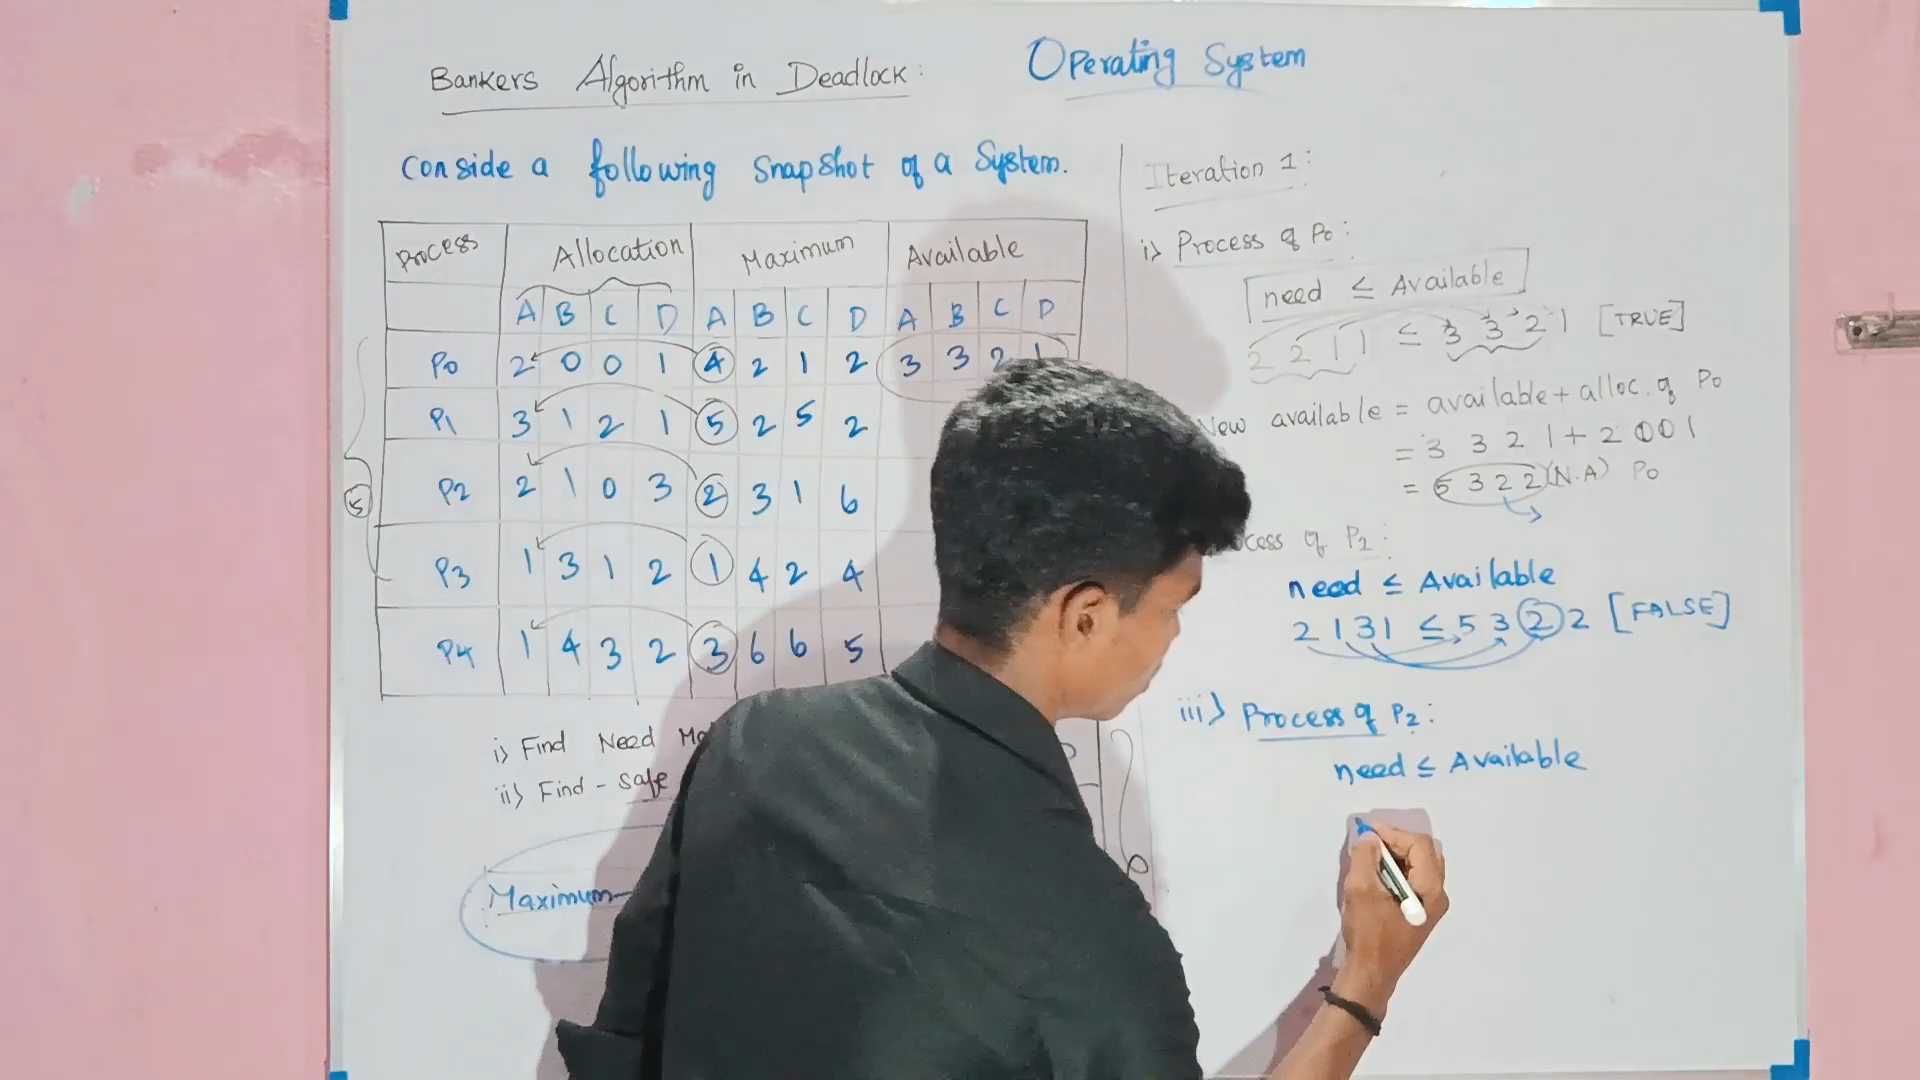 Bankers Algorithm in Deadlock:
Operating System
Conside a following Snapshot of a System.
Process Allocation Maximum Available
A B C D A B C D A B C D
P0 2 0 0 1 4 2 1 2 3 3 2 1
P1 3 1 2 1 5 2 5 2
P2 2 1 0 3 2 3 1 6
P3 1 3 1 2 1 4 2 4
P4 1 4 3 2 3 6 6 5
5
i) Find Need
ii) Find - safe
Maximum-
Iteration 1:
i) Process of P0:
need ≤ Available
2 2 1 1 ≤ 3 3 2 1 [TRUE]
New available = available + alloc. of P0
= 3 3 2 1 + 2 0 0 1
= 5 3 2 2 (N.A) P0
of P2:
need ≤ Available
2 1 3 1 ≤ 5 3 2 2 [FALSE]
iii) Process of P2:
need ≤ Available